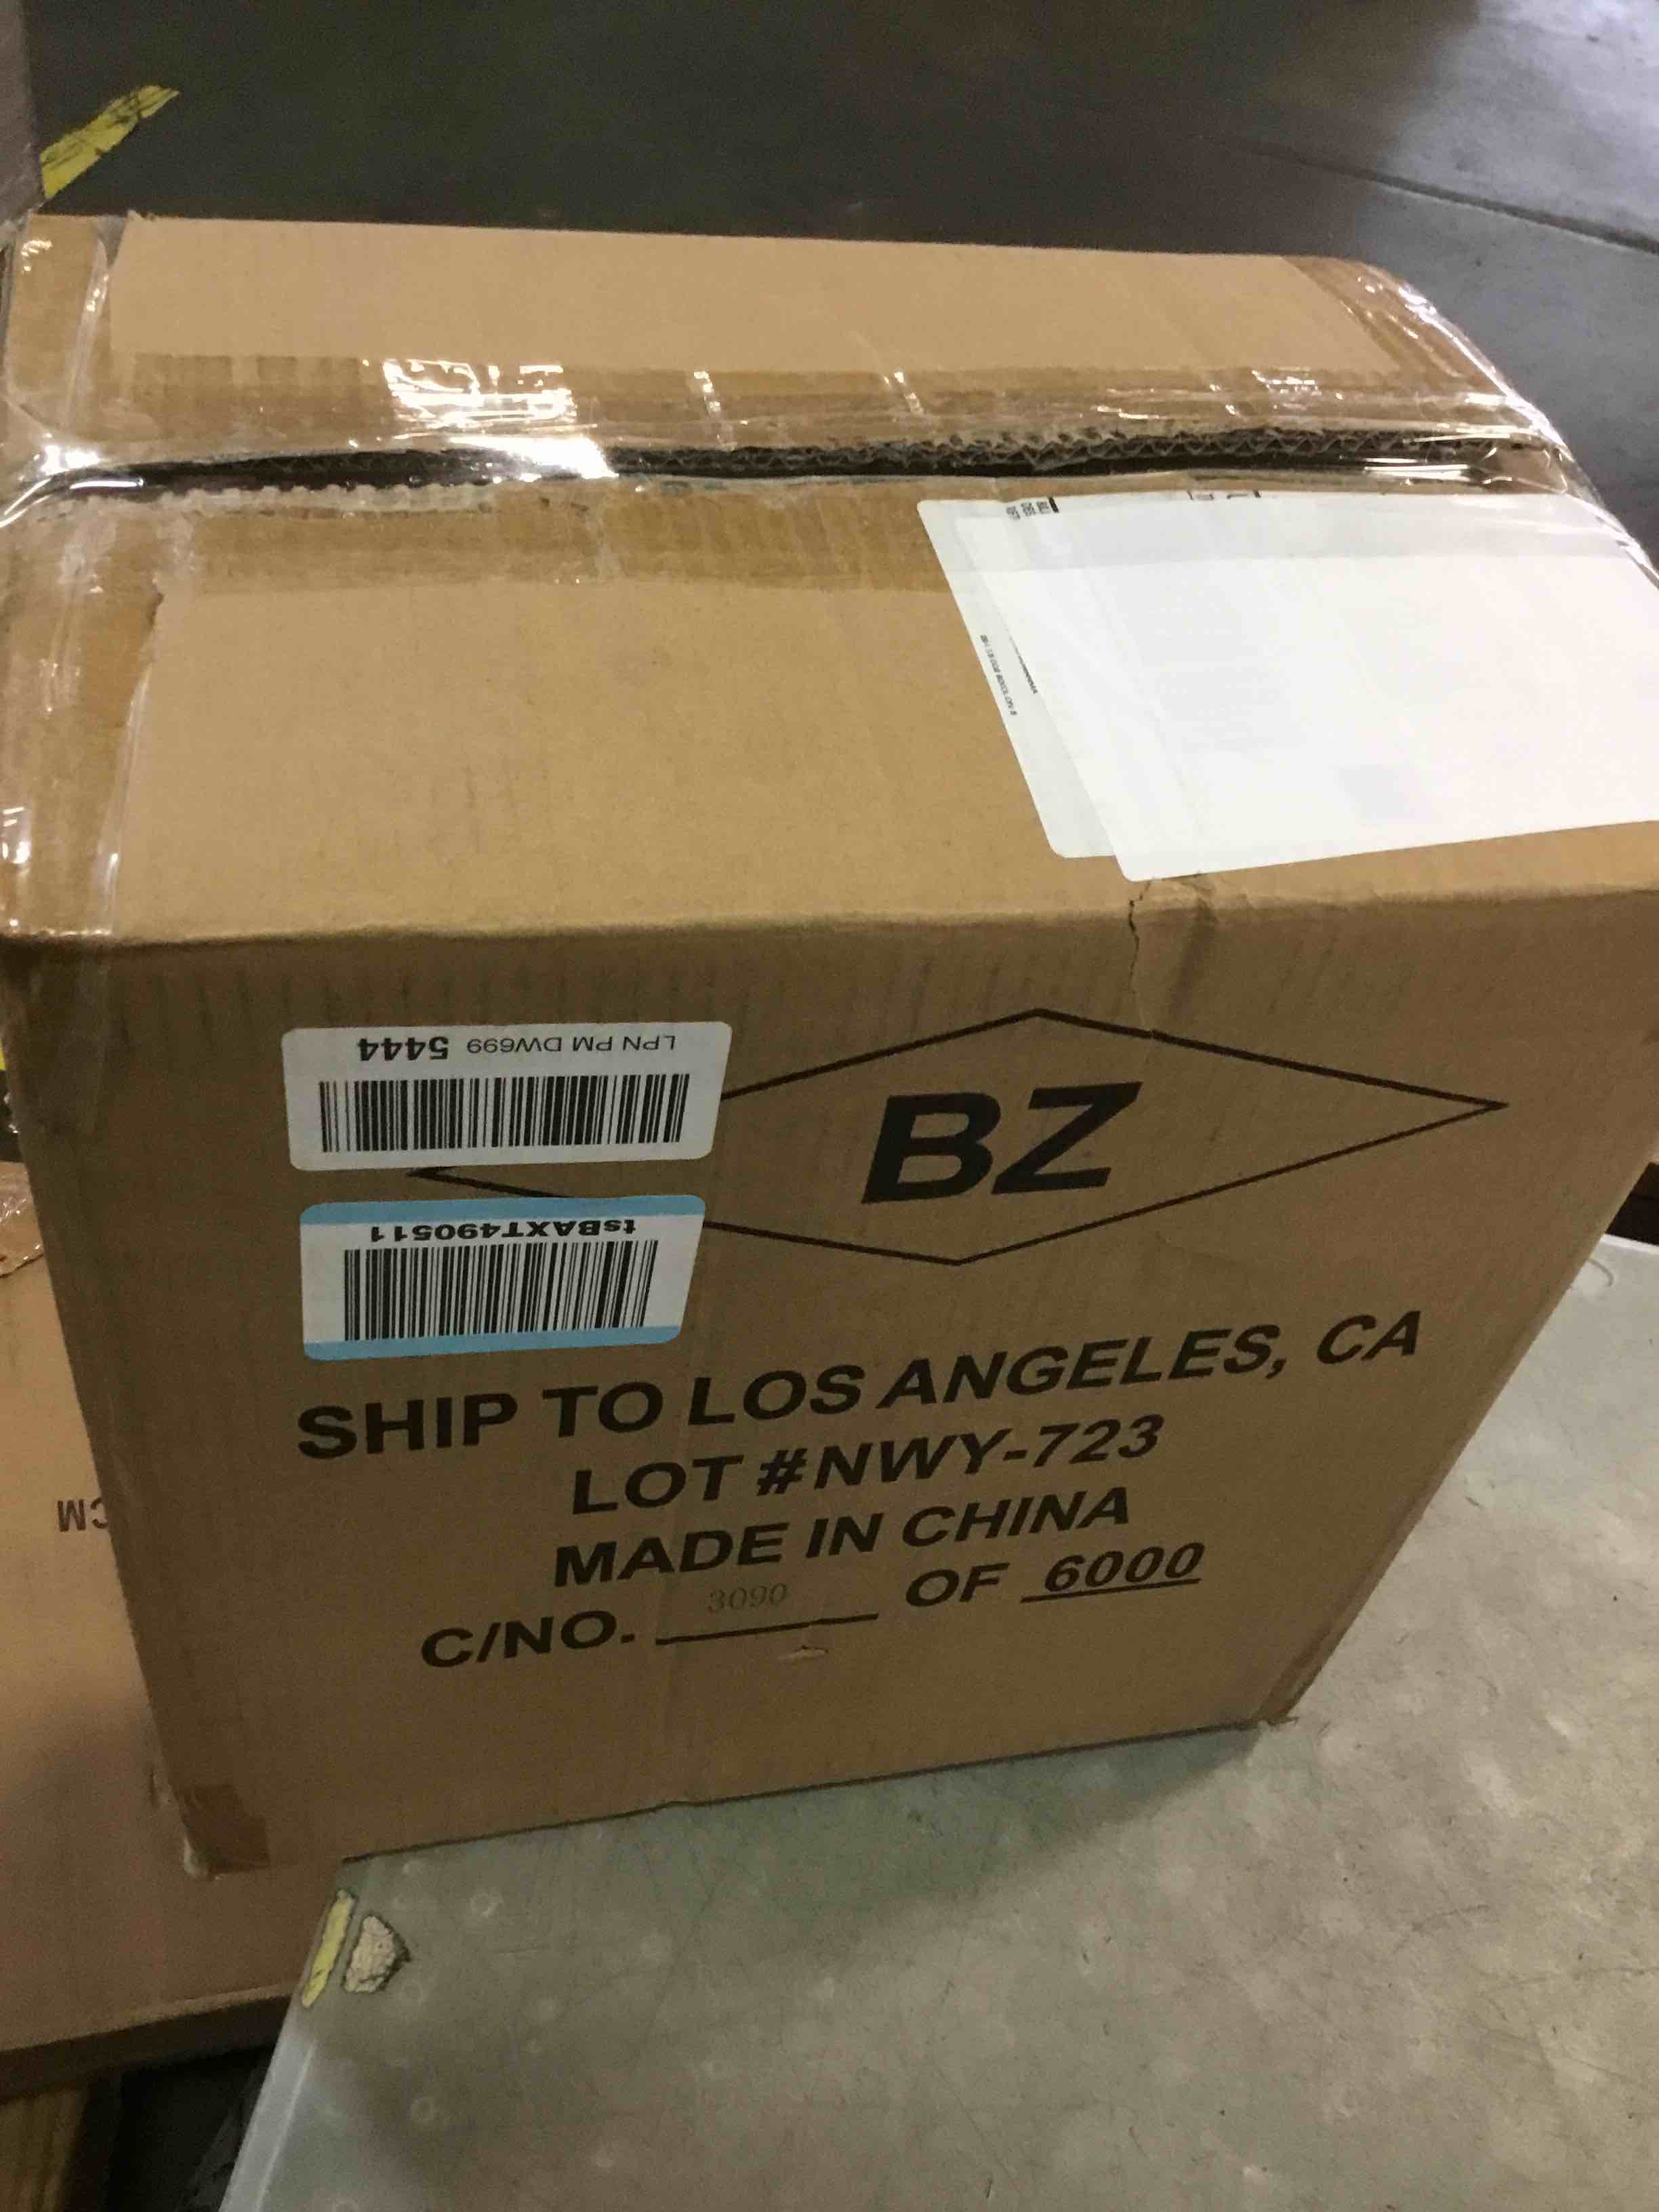 LPN PM DW699 5444
BZ
tsBAXT490511
SHIP TO LOS ANGELES, CA
LOT #NWY-723
MADE IN CHINA
C/NO. 3090 OF 6000
CM